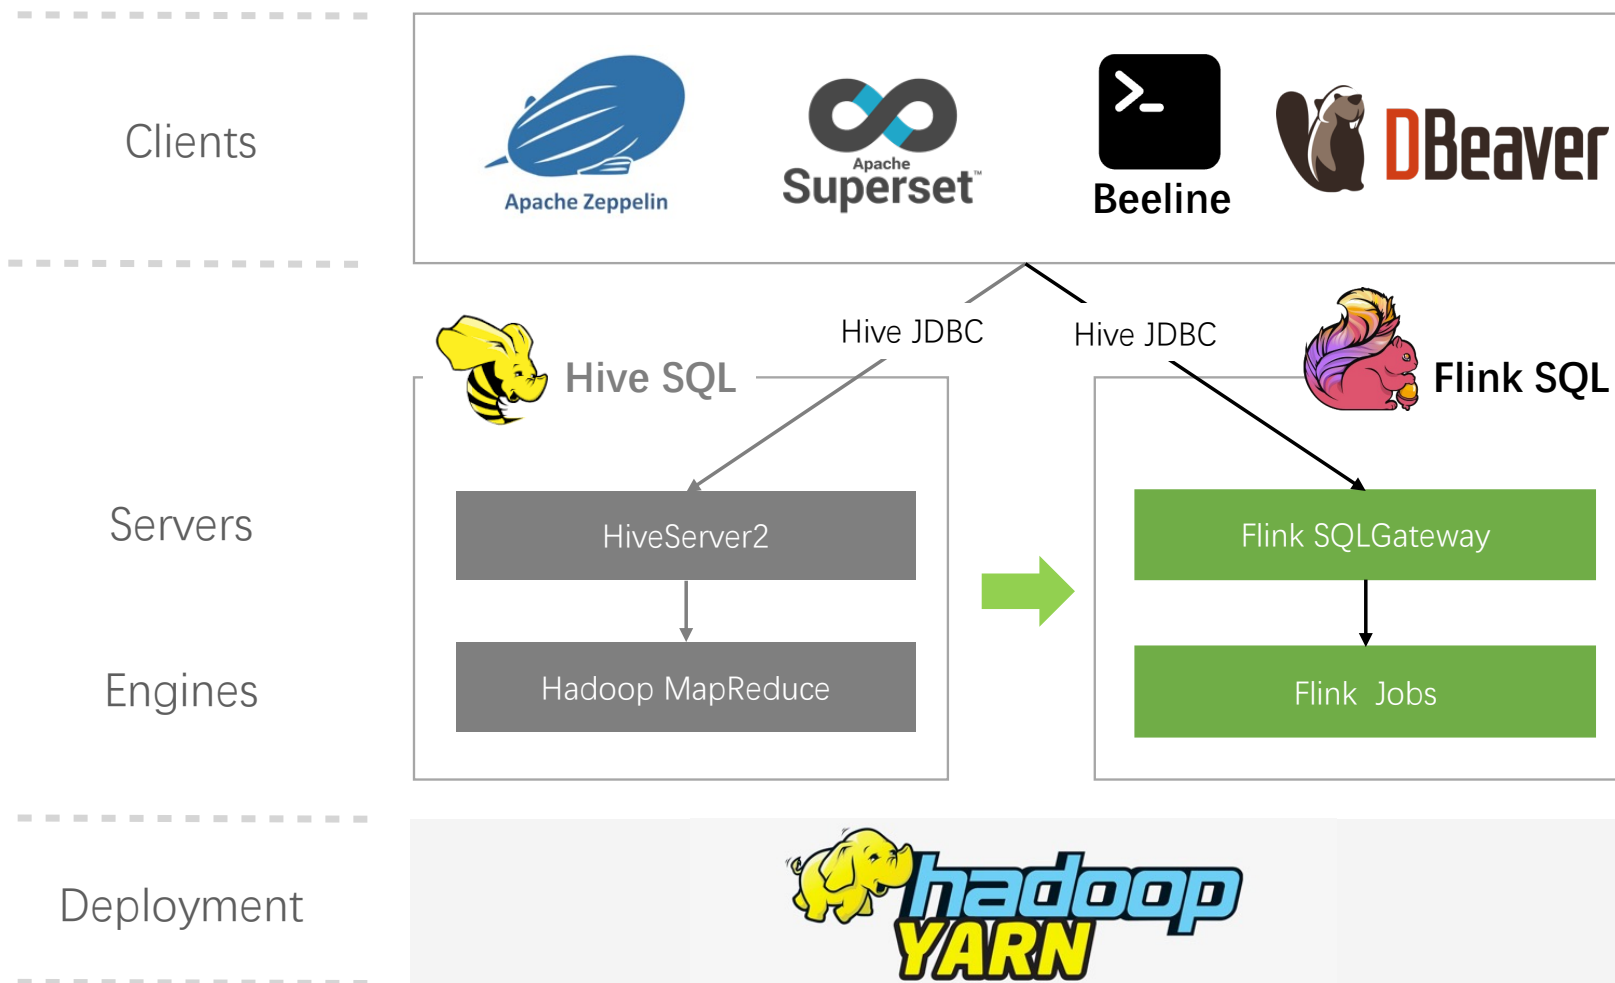 Clients
Apache Zeppelin
Apache
Superset™
>_
Beeline
DBeaver
Hive JDBC
Hive JDBC
Hive SQL
Flink SQL
Servers
HiveServer2
Flink SQLGateway
Engines
Hadoop MapReduce
Flink Jobs
Deployment
hadoop
YARN